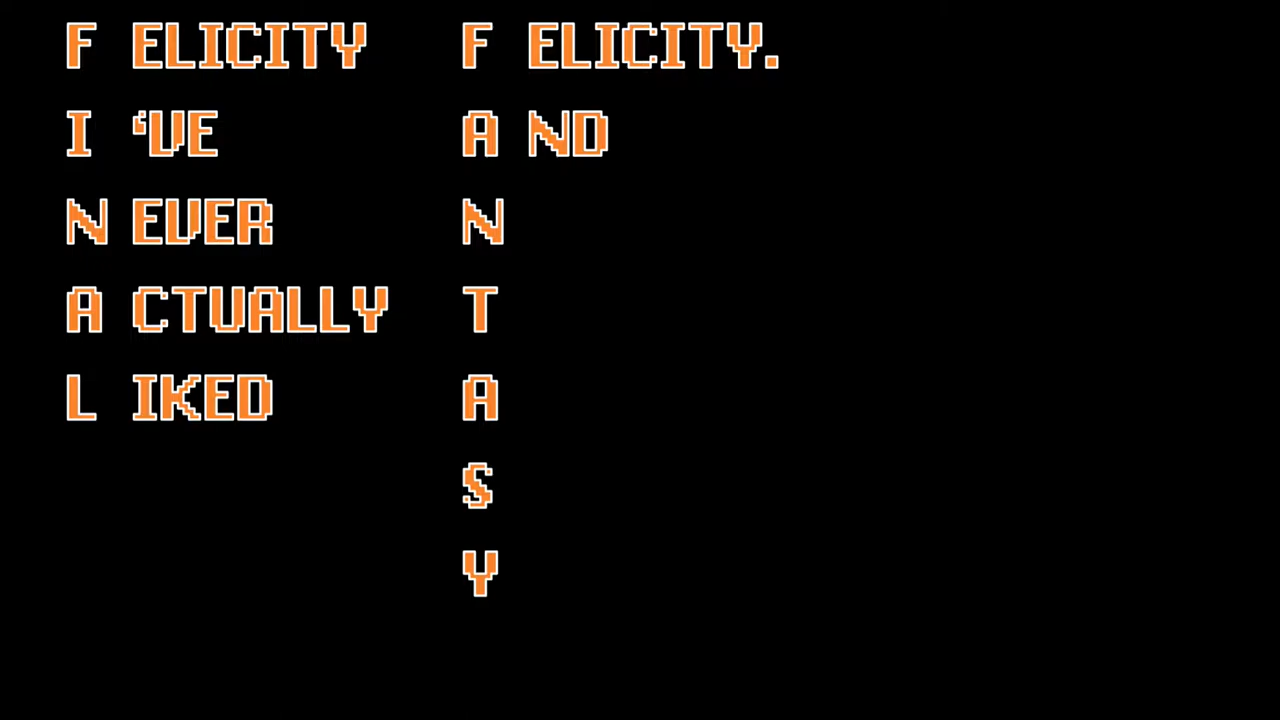 F ELICITY
I ‘VE
N EVER
A CTUALLY
L IKED
F ELICITY.
A ND
N
T
A
S
Y